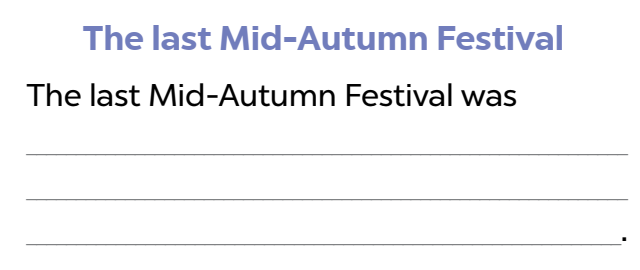 The last Mid-Autumn Festival
The last Mid-Autumn Festival was
.